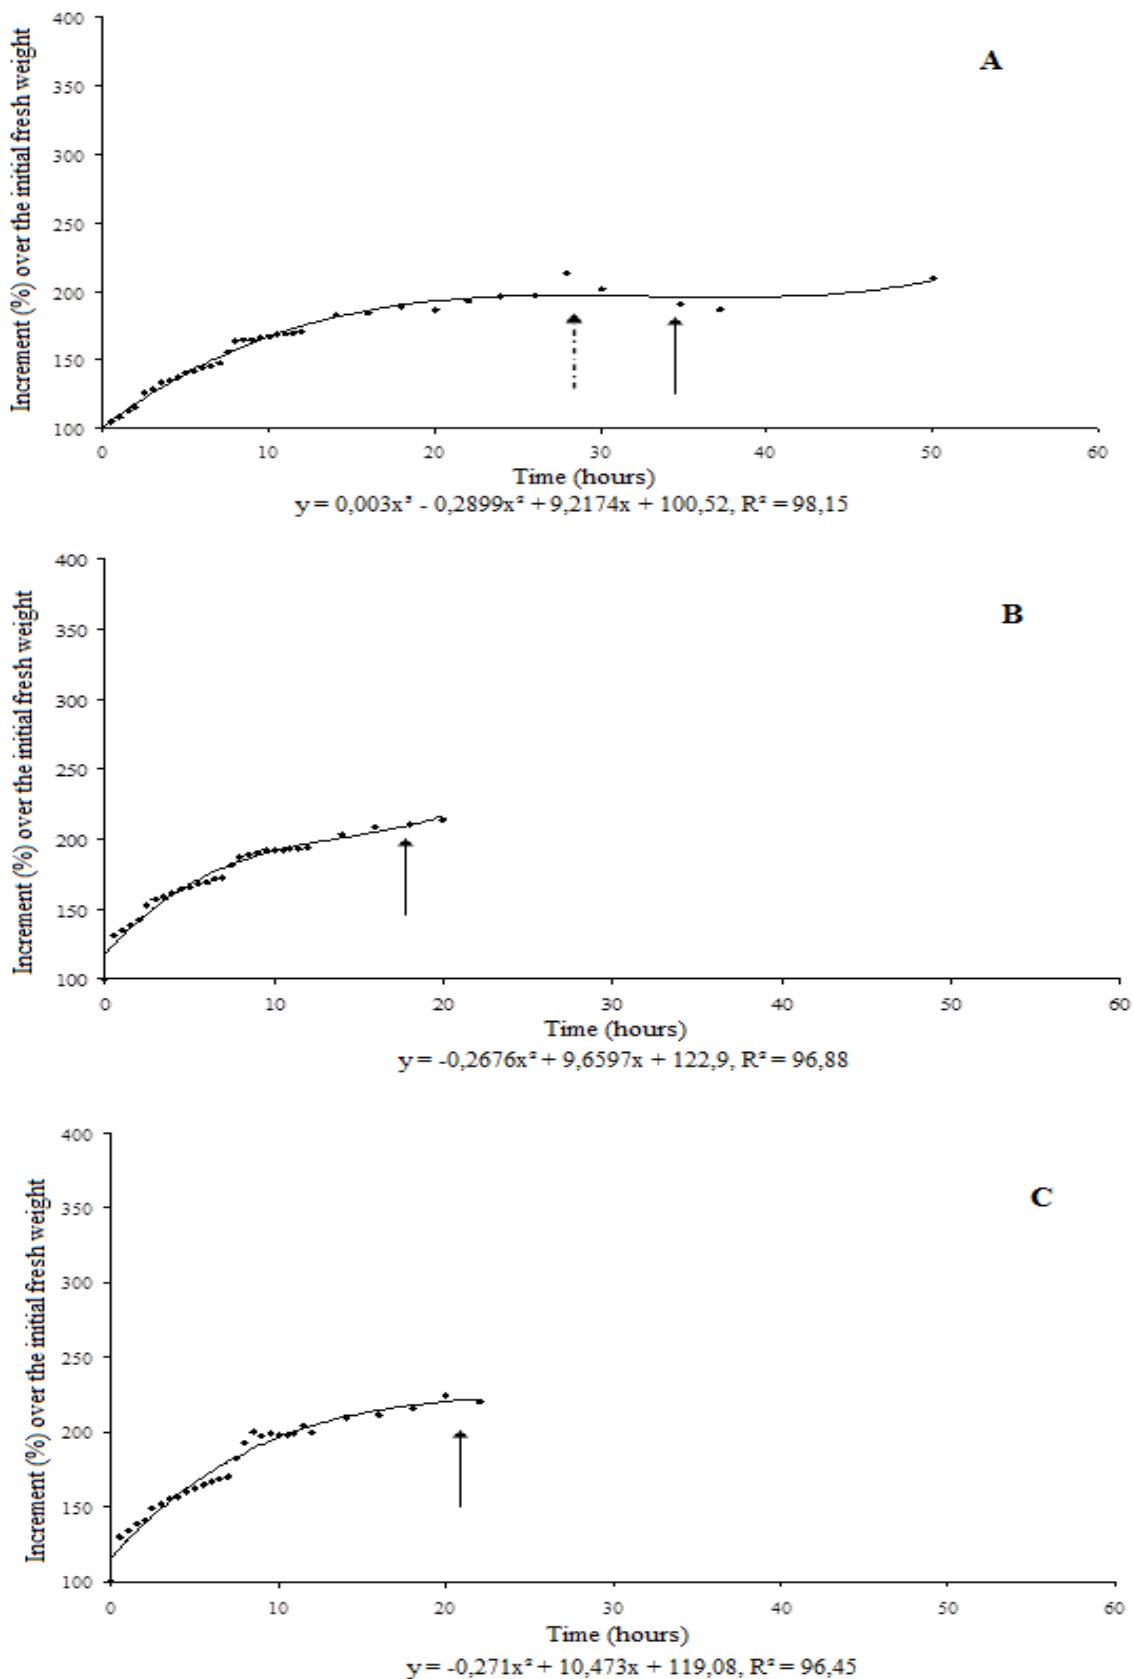 Increment (%) over the initial fresh weight
400
350
300
250
200
150
100
A
0 10 20 30 40 50 60
Time (hours)
y = 0,003x³ - 0,2899x² + 9,2174x + 100,52, R² = 98,15
Increment (%) over the initial fresh weight
400
350
300
250
200
150
100
B
0 10 20 30 40 50 60
Time (hours)
y = -0,2676x² + 9,6597x + 122,9, R² = 96,88
Increment (%) over the initial fresh weight
400
350
300
250
200
150
100
C
0 10 20 30 40 50 60
Time (hours)
y = -0,271x² + 10,473x + 119,08, R² = 96,45